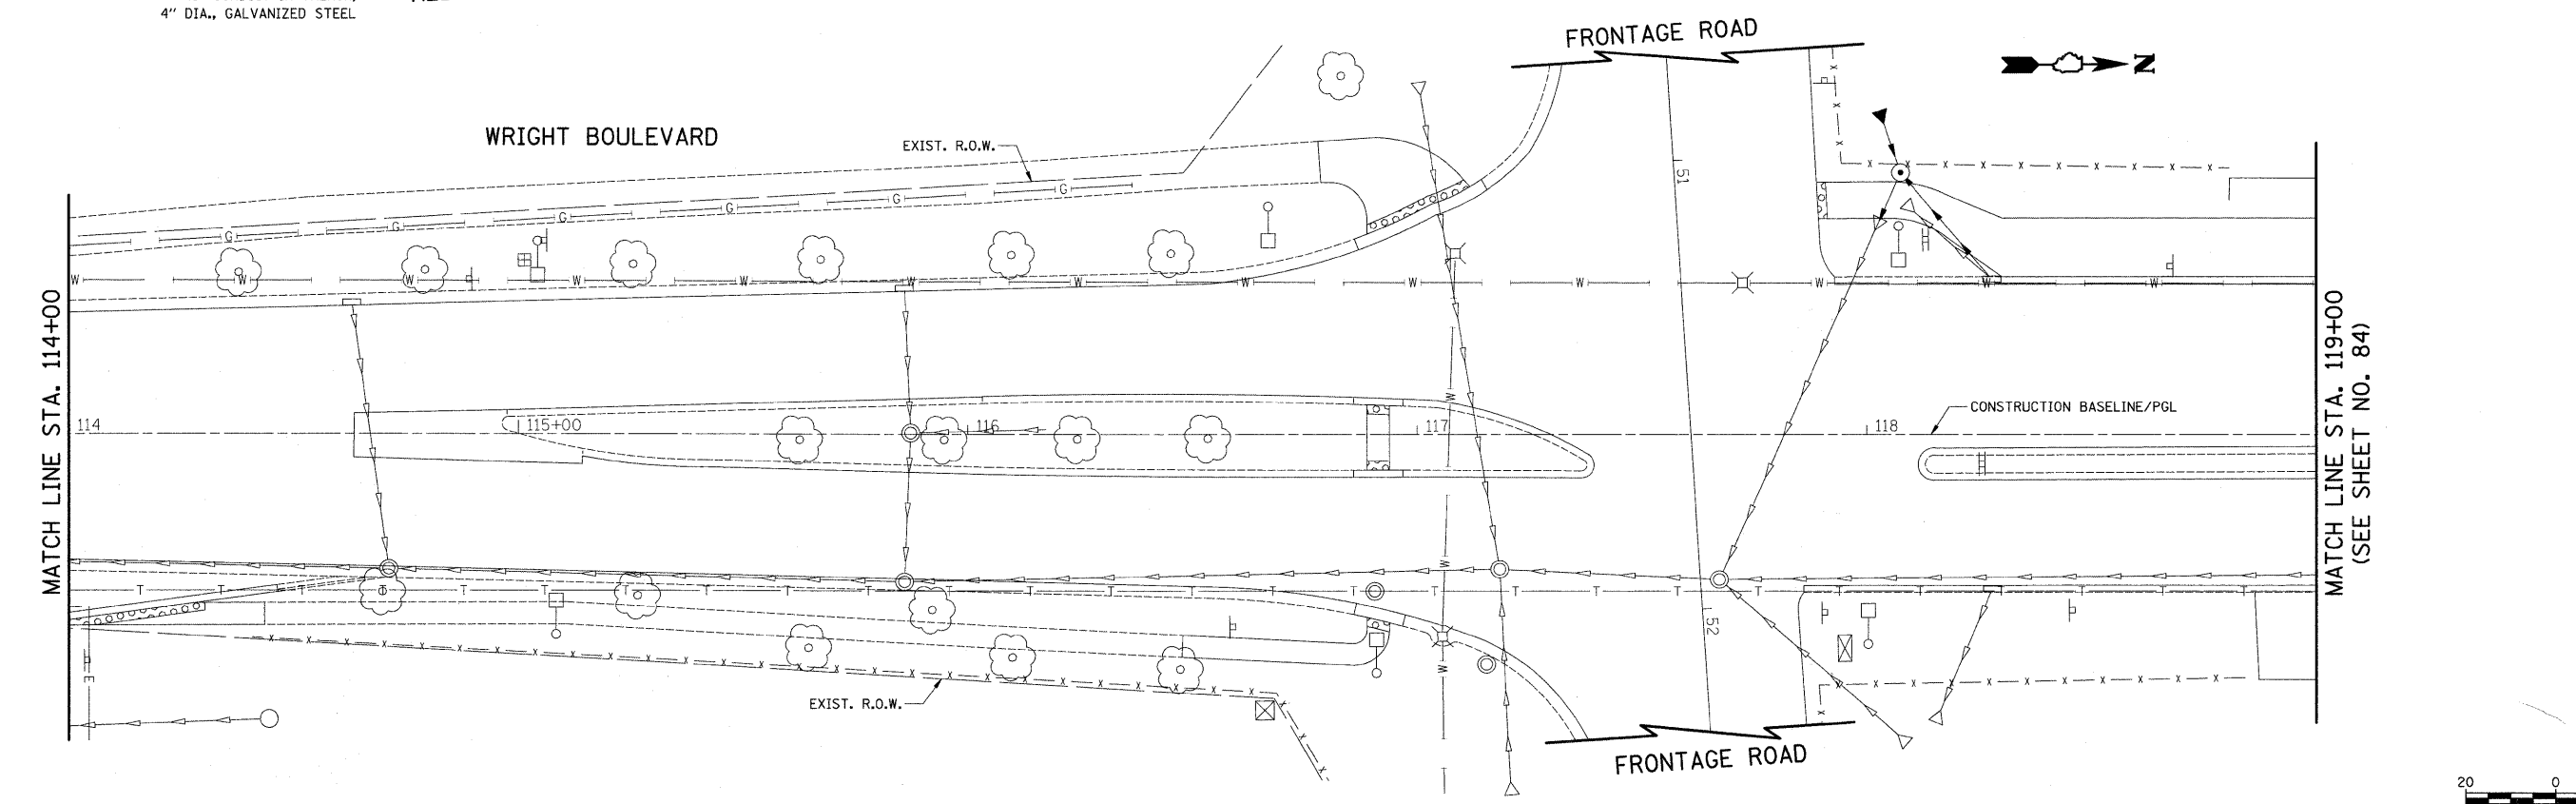 4" DIA., GALVANIZED STEEL
FRONTAGE ROAD
N
WRIGHT BOULEVARD
EXIST. R.O.W.
X X X X X X X X X X X X X
51
G G G G G G
W W W W W W W W W W W W W
MATCH LINE STA. 114+00
114
115+00
116
117
118
CONSTRUCTION BASELINE/PGL
MATCH LINE STA. 119+00
(SEE SHEET NO. 84)
W
W
T T T T T T T T T T T T T T T T T T T T T T T T T T
52
W
E
EXIST. R.O.W.
FRONTAGE ROAD
20 0